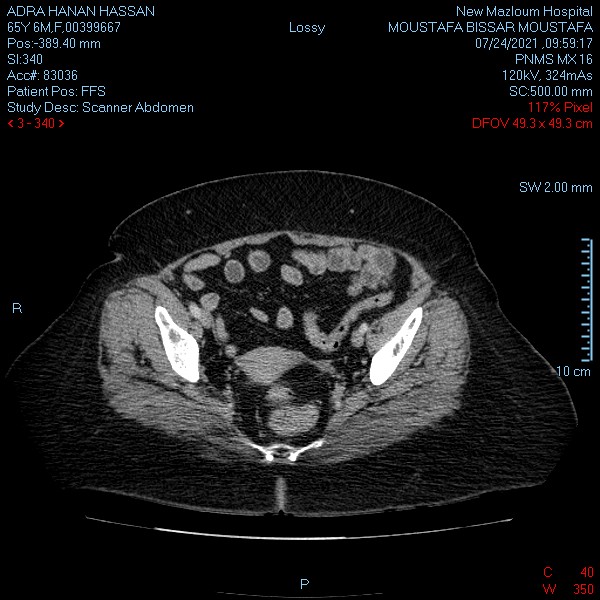 ADRA HANAN HASSAN
65Y 6M,F,00399667
Pos:-389.40 mm
SI:340
Acc#: 83036
Patient Pos: FFS
Study Desc: Scanner Abdomen
< 3 - 340 >
Lossy
New Mazloum Hospital
MOUSTAFA BISSAR MOUSTAFA
07/24/2021 ,09:59:17
PNMS MX 16
120kV, 324mAs
SC:500.00 mm
117% Pixel
DFOV 49.3 x 49.3 cm
SW 2.00 mm
R
10 cm
P
C 40
W 350